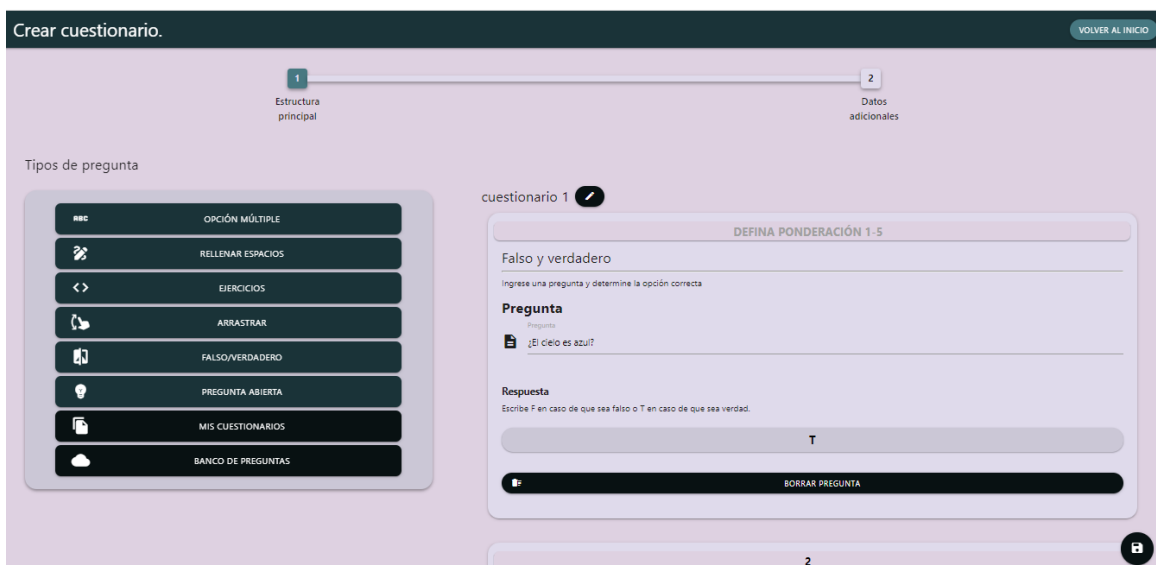 Crear cuestionario.
VOLVER AL INICIO
1
2
Estructura
principal
Datos
adicionales
Tipos de pregunta
ABC
OPCIÓN MÚLTIPLE
RELLENAR ESPACIOS
EJERCICIOS
ARRASTRAR
FALSO/VERDADERO
PREGUNTA ABIERTA
MIS CUESTIONARIOS
BANCO DE PREGUNTAS
cuestionario 1
DEFINA PONDERACIÓN 1-5
Falso y verdadero
Ingrese una pregunta y determine la opción correcta
Pregunta
Pregunta
¿El cielo es azul?
Respuesta
Escribe F en caso de que sea falso o T en caso de que sea verdad.
T
BORRAR PREGUNTA
2